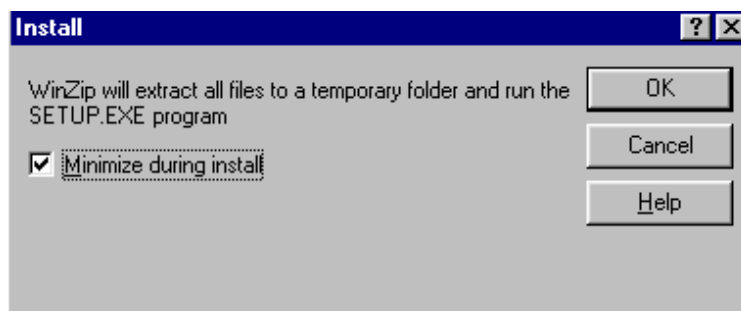 Install
WinZip will extract all files to a temporary folder and run the
SETUP.EXE program
Minimize during install
OK
Cancel
Help